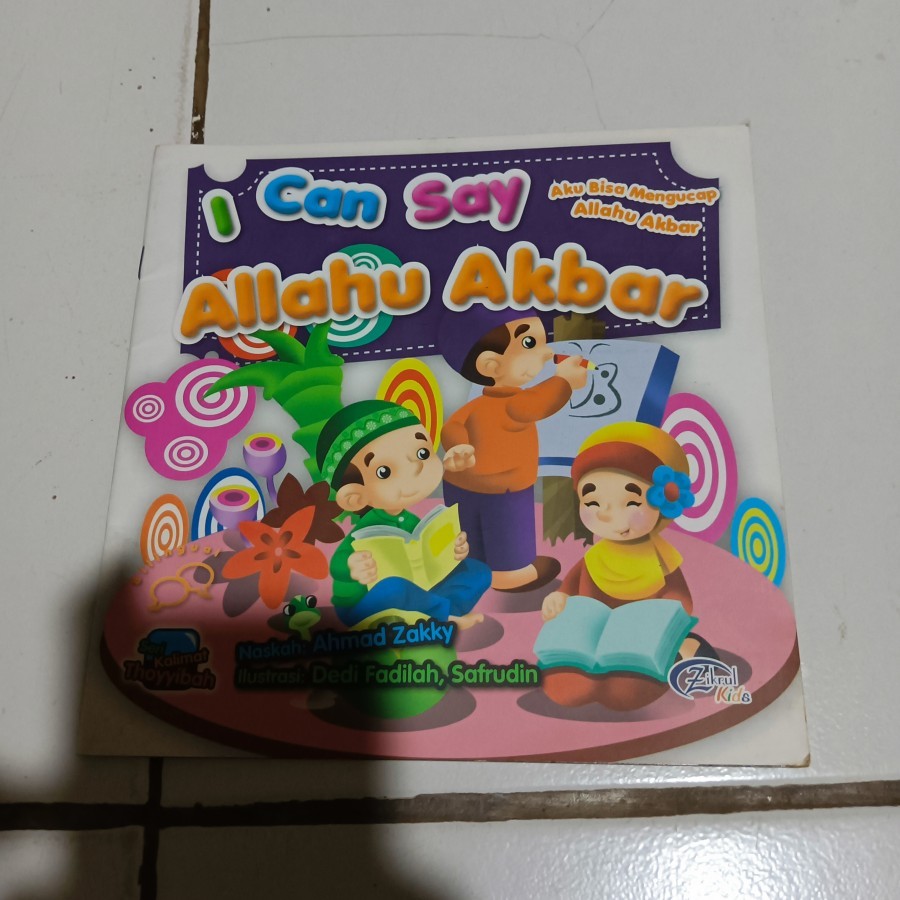 I Can Say
Aku Bisa Mengucap
Allahu Akbar
Allahu Akbar
Bilingual
Seri
Kalimat
Thayyibah
Naskah: Ahmad Zakky
Ilustrasi: Dedi Fadilah, Safrudin
Zikrul
Kids